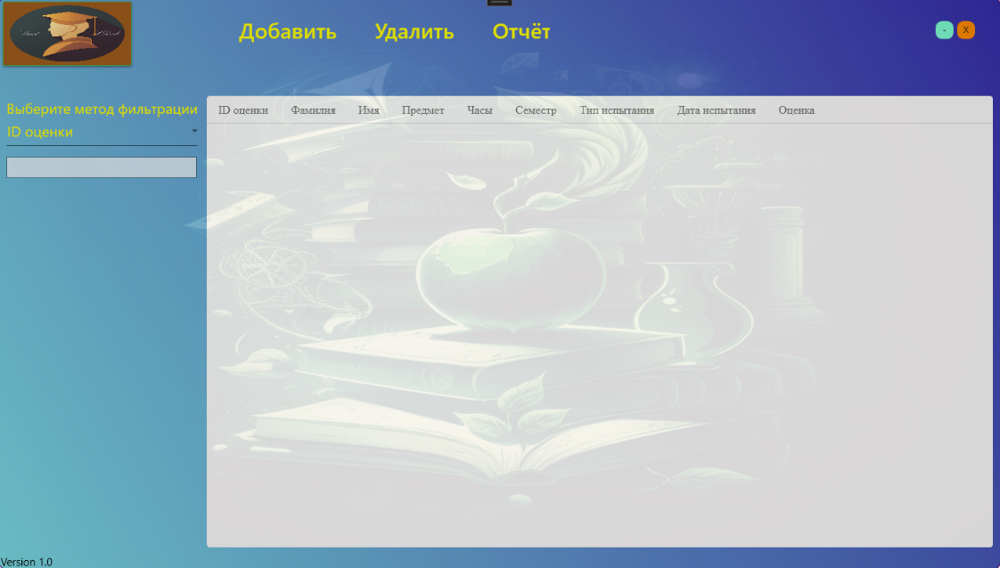 Добавить Удалить Отчёт - X
Выберите метод фильтрации
ID оценки
ID оценки Фамилия Имя Предмет Часы Семестр Тип испытания Дата испытания Оценка
Version 1.0